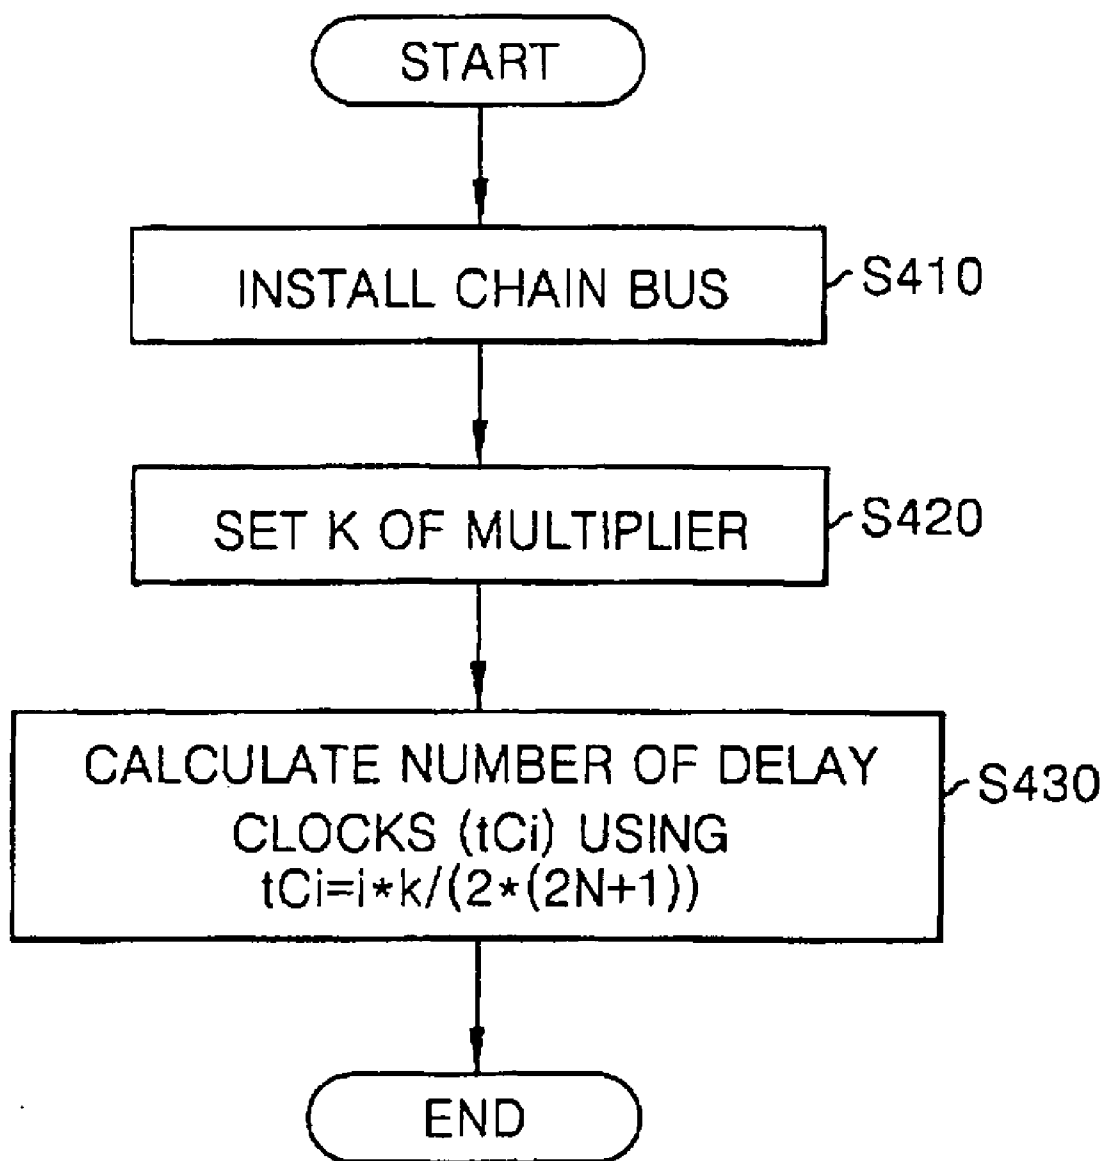 START
INSTALL CHAIN BUS
S410
SET K OF MULTIPLIER
S420
CALCULATE NUMBER OF DELAY
CLOCKS (tCi) USING
tCi=i*k/(2*(2N+1))
S430
END